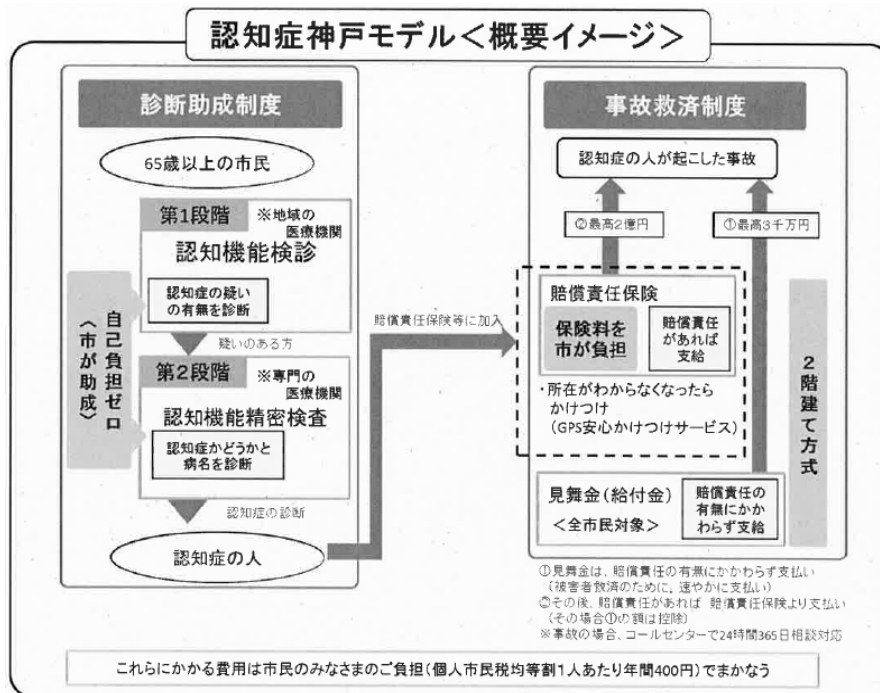 認知症神戸モデル＜概要イメージ＞
診断助成制度
65歳以上の市民
第1段階
※地域の
医療機関
認知機能検診
認知症の疑い
の有無を診断
疑いのある方
第2段階
※専門の
医療機関
認知機能精密検査
認知症かどうかと
病名を診断
認知症の診断
認知症の人
自己負担ゼロ
〈市が助成〉
賠償責任保険等に加入
事故救済制度
認知症の人が起こした事故
②最高2億円
①最高3千万円
賠償責任保険
保険料を
市が負担
賠償責任
があれば
支給
・所在がわからなくなったら
かけつけ
（GPS安心かけつけサービス）
見舞金（給付金）
＜全市民対象＞
賠償責任の
有無にかか
わらず支給
２階建て方式
①見舞金は、賠償責任の有無にかかわらず支払い
（被害者救済のために、速やかに支払い）
②その後、賠償責任があれば 賠償責任保険より支払い
（その場合①の額は控除）
※事故の場合、コールセンターで24時間365日相談対応
これらにかかる費用は市民のみなさまのご負担（個人市民税均等割1人あたり年間400円）でまかなう